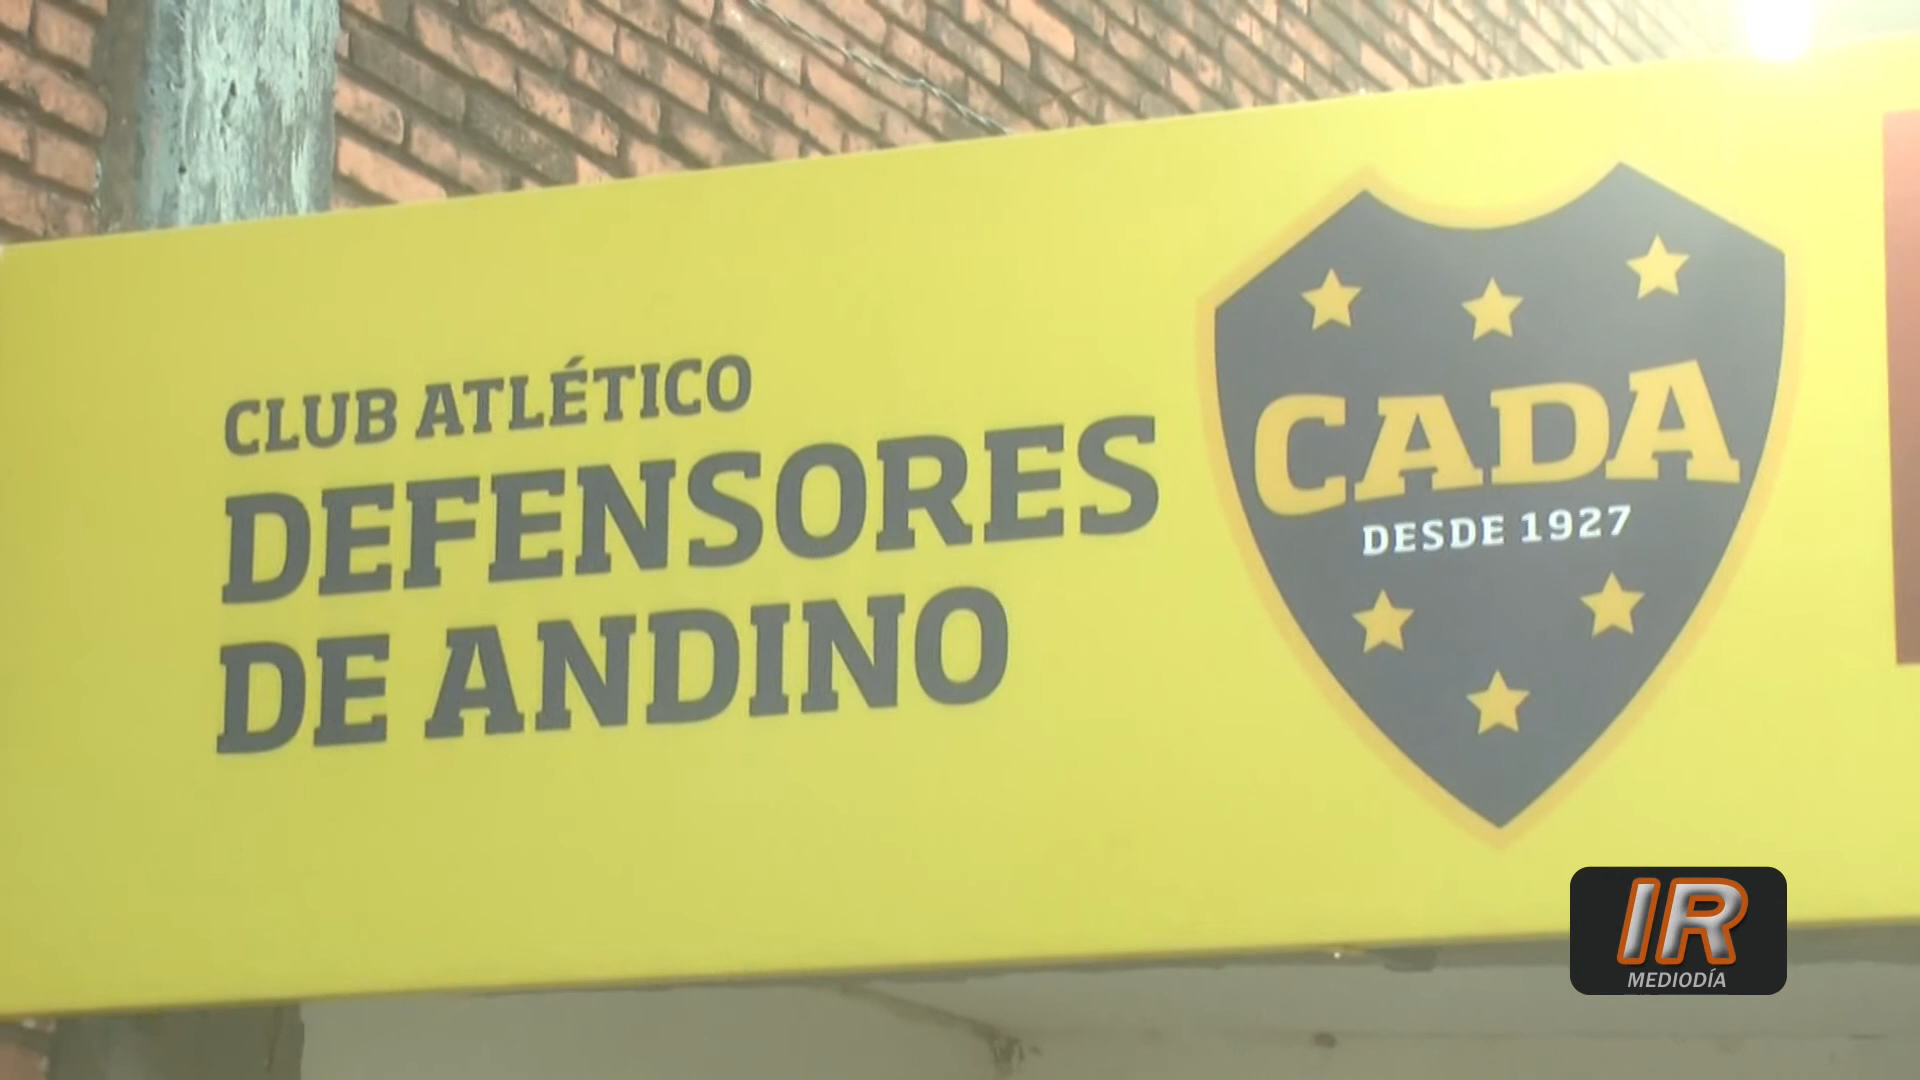 CLUB ATLÉTICO
DEFENSORES
DE ANDINO
CADA
DESDE 1927
IR
MEDIODÍA